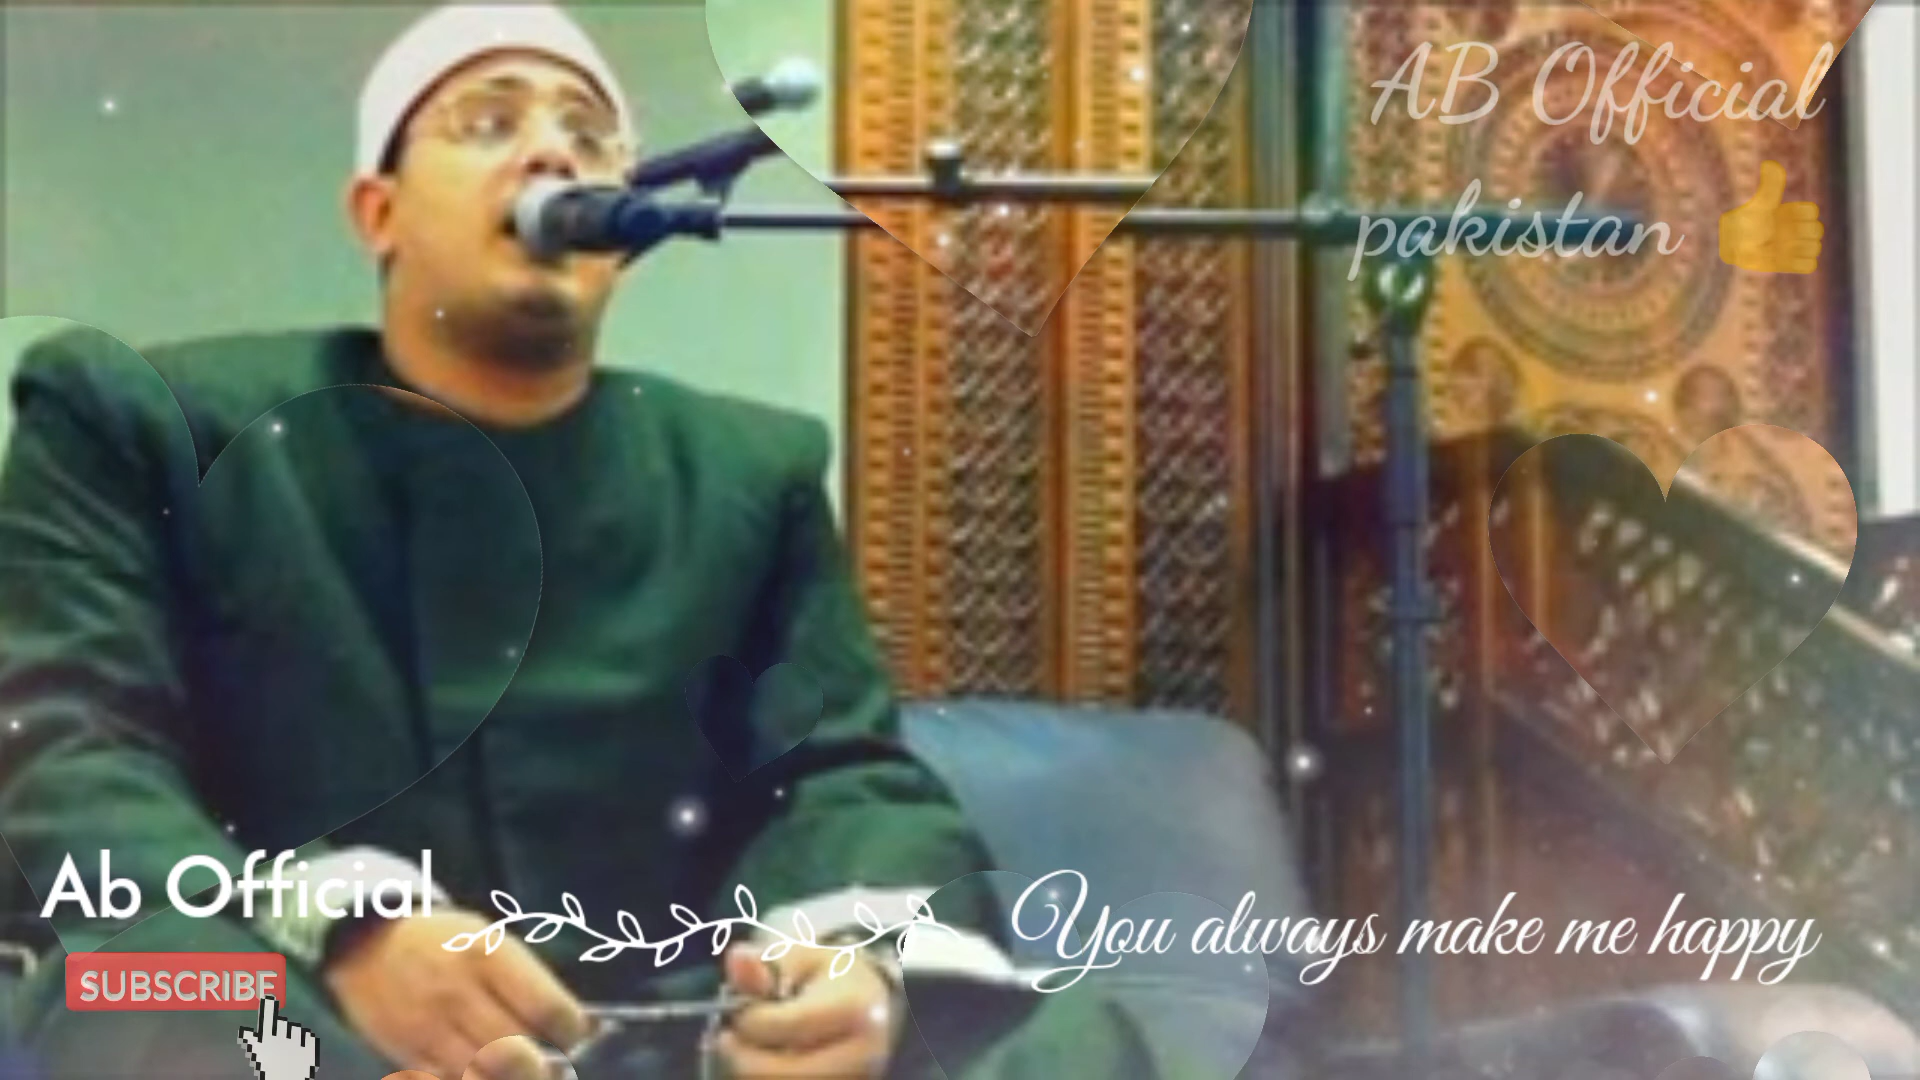 AB Official
pakistan 👍
Ab Official
You always make me happy
SUBSCRIBE